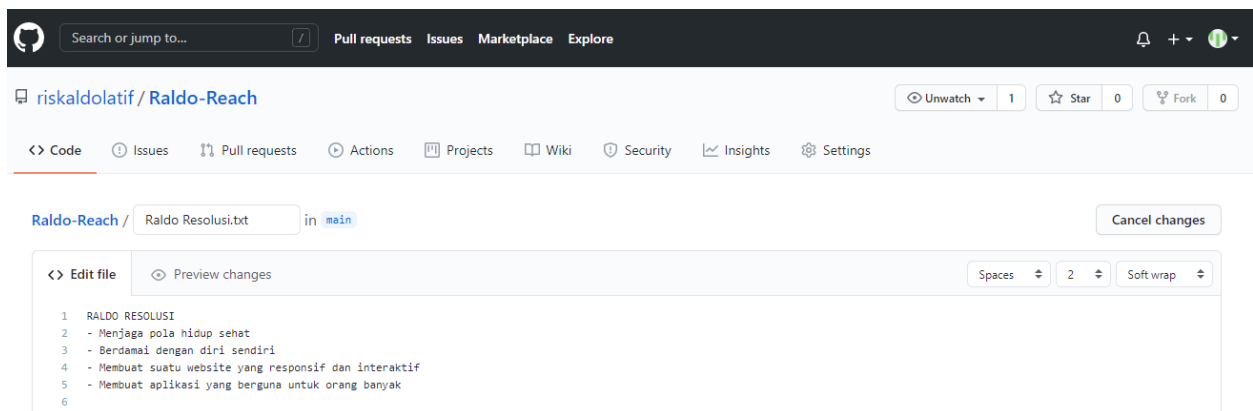 Search or jump to... /
Pull requests Issues Marketplace Explore
riskaldolatif / Raldo-Reach
Unwatch 1 Star 0 Fork 0
<> Code Issues Pull requests Actions Projects Wiki Security Insights Settings
Raldo-Reach / Raldo Resolusi.txt in main
Cancel changes
<> Edit file Preview changes
Spaces 2 Soft wrap
1 RALDO RESOLUSI
2 - Menjaga pola hidup sehat
3 - Berdamai dengan diri sendiri
4 - Membuat suatu website yang responsif dan interaktif
5 - Membuat aplikasi yang berguna untuk orang banyak
6